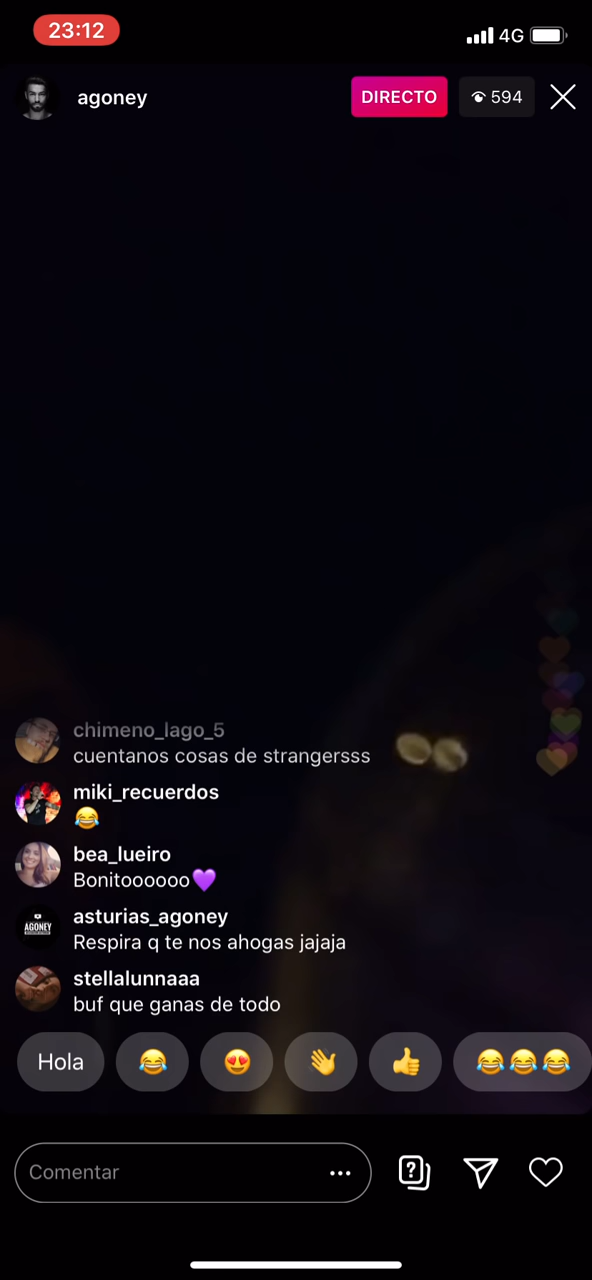 23:12
4G
agoney
DIRECTO
594
chimeno_lago_5
cuentanos cosas de strangersss
miki_recuerdos
😂
bea_lueiro
Bonitoooooo💜
AGONEY
asturias_agoney
Respira q te nos ahogas jajaja
stellalunnaaa
buf que ganas de todo
Hola 😂 😍 👋 👍 😂😂😂
Comentar